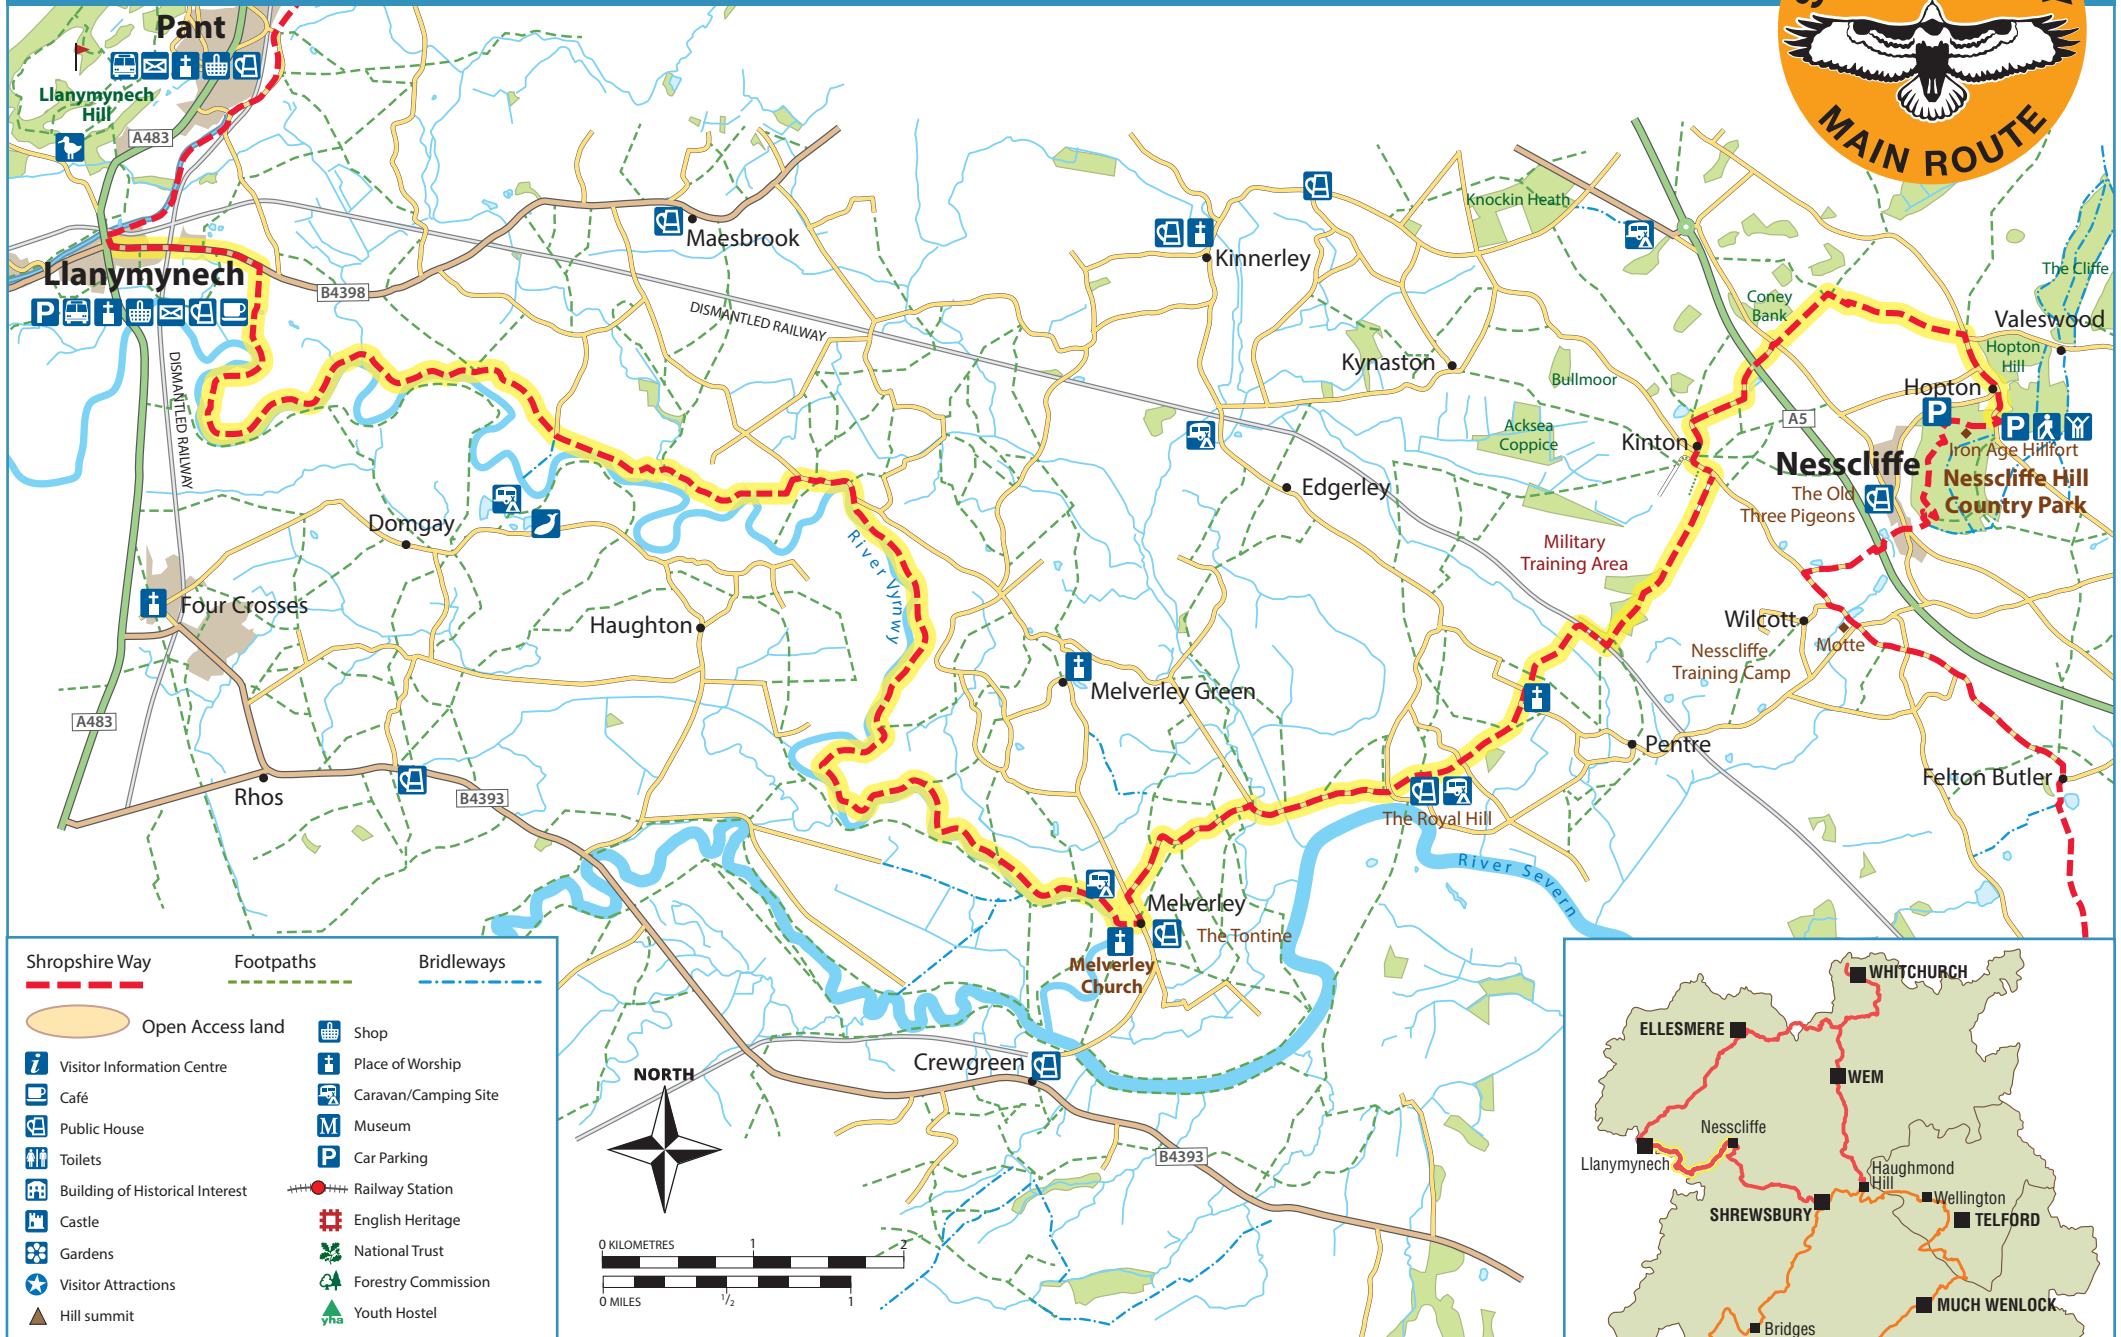 Pant
Llanymynech
Hill
A483
MAIN ROUTE
Llanymynech
B4398
Maesbrook
DISMANTLED RAILWAY
DISMANTLED RAILWAY
Kinnerley
Knockin Heath
The Cliffe
Coney
Bank
Valeswood
Hopton
Hill
Hopton
Kynaston
Bullmoor
A5
Acksea
Coppice
Kinton
Nesscliffe
Iron Age Hillfort
Nesscliffe Hill
Country Park
The Old
Three Pigeons
Edgerley
Domgay
River Vyrnwy
Military
Training Area
Four Crosses
Haughton
Wilcott
Motte
Nesscliffe
Training Camp
Melverley Green
A483
Pentre
Felton Butler
Rhos
B4393
The Royal Hill
River Severn
Melverley
The Tontine
Melverley
Church
Crewgreen
B4393
NORTH
0 KILOMETRES 1 2
0 MILES 1/2 1
Shropshire Way
Footpaths
Bridleways
Open Access land
Visitor Information Centre
Café
Public House
Toilets
Building of Historical Interest
Castle
Gardens
Visitor Attractions
Hill summit
Shop
Place of Worship
Caravan/Camping Site
Museum
Car Parking
Railway Station
English Heritage
National Trust
Forestry Commission
yha Youth Hostel
WHITCHURCH
ELLESMERE
WEM
Nesscliffe
Llanymynech
Haughmond
Hill
Wellington
SHREWSBURY
TELFORD
MUCH WENLOCK
Bridges